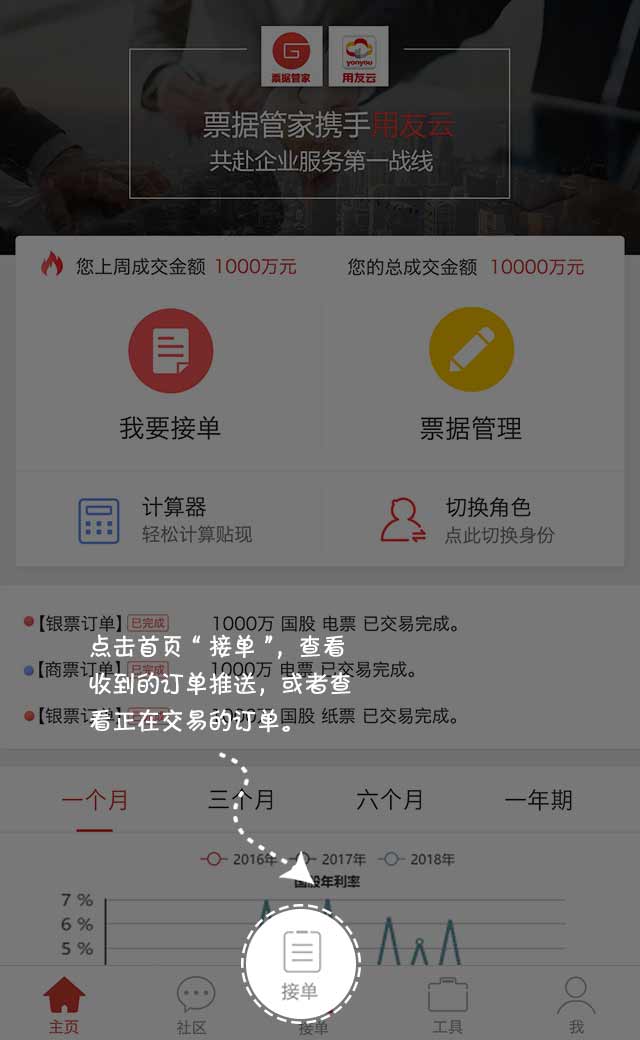 票据管家
yonyou
用友云
票据管家携手用友云
共赴企业服务第一战线
您上周成交金额 1000万元
您的总成交金额 10000万元
我要接单
票据管理
计算器
轻松计算贴现
切换角色
点此切换身份
【银票订单】 已完成 1000万 国股 电票 已交易完成。
【商票订单】 已完成 1000万 电票 已交易完成。
【银票订单】 国股 纸票 已交易完成。
点击首页“接单”，查看
收到的订单推送，或者查
看正在交易的订单。
一个月 三个月 六个月 一年期
2016年 2017年 2018年
国股年利率
7 %
6 %
5 %
接单
主页 社区 接单 工具 我